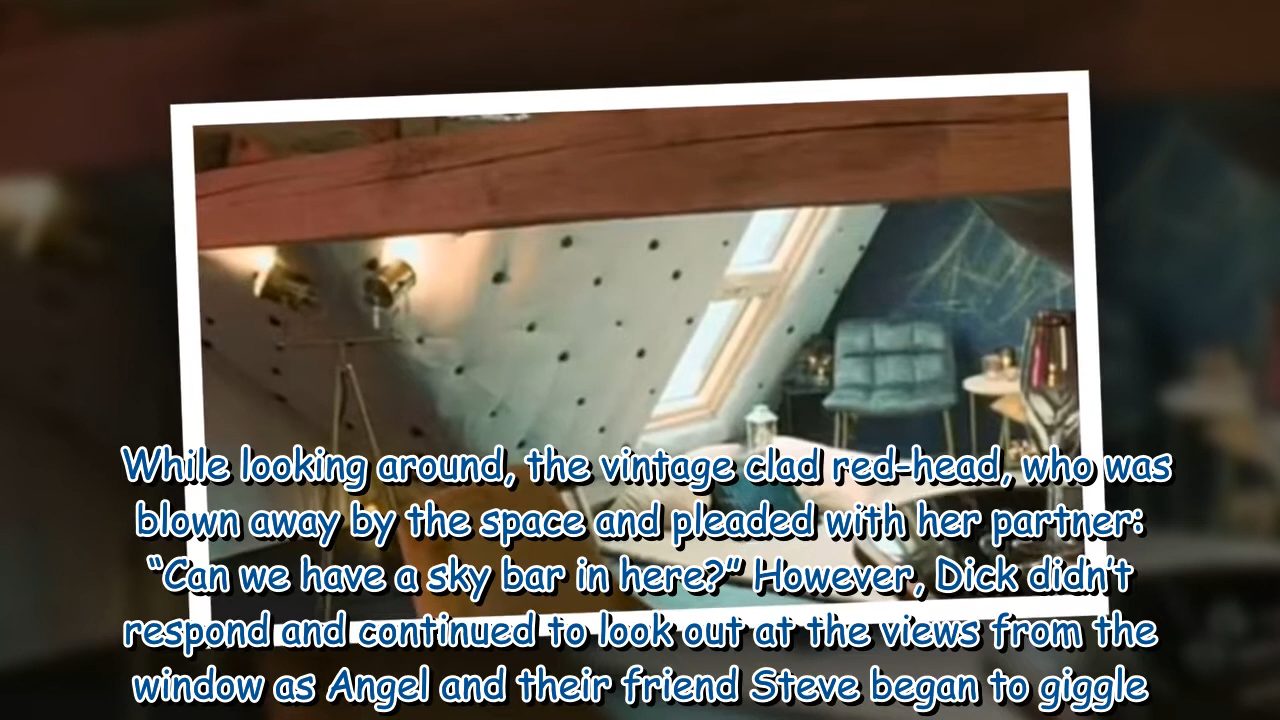 While looking around, the vintage clad red-head, who was
blown away by the space and pleaded with her partner:
“Can we have a sky bar in here?” However, Dick didn’t
respond and continued to look out at the views from the
window as Angel and their friend Steve began to giggle